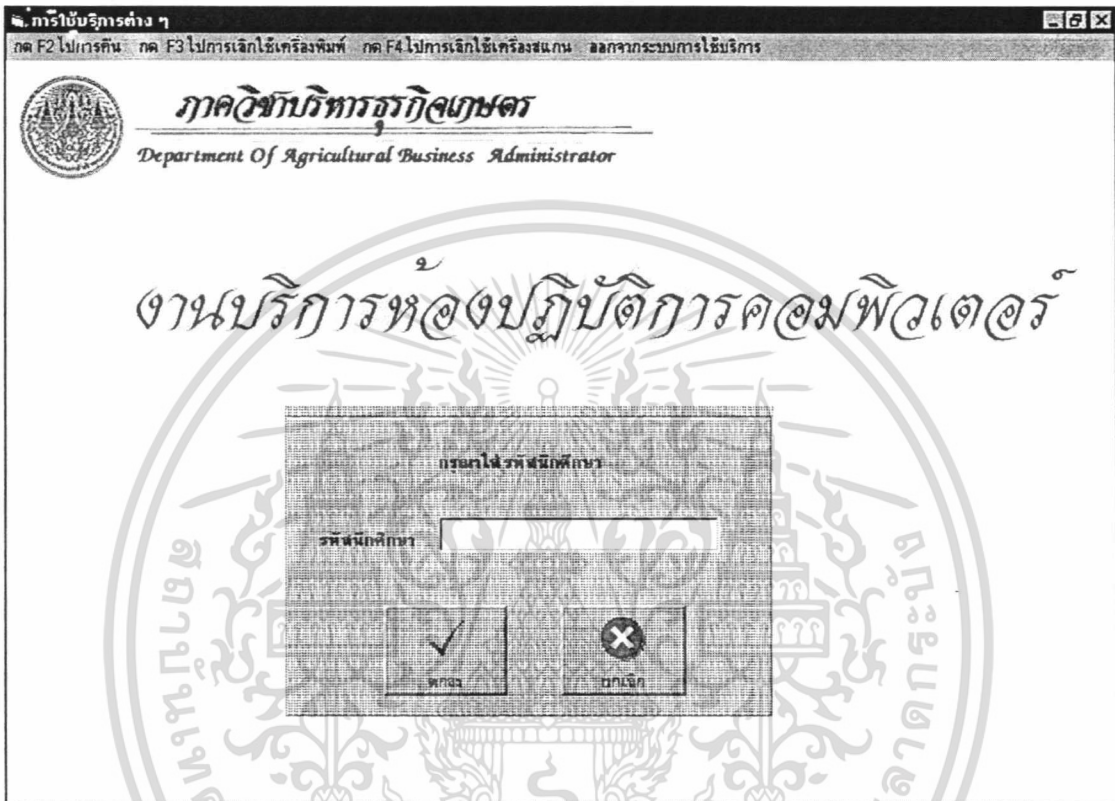 การใช้บริการต่าง ๆ
กด F2 ไปการคืน กด F3 ไปการเลิกใช้เครื่องพิมพ์ กด F4 ไปการเลิกใช้เครื่องสแกน ออกจากระบบการใช้บริการ
ภาควิชาบริหารธุรกิจเกษตร
Department Of Agricultural Business Administrator
งานบริการห้องปฏิบัติการคอมพิวเตอร์
กรุณาใส่รหัสนักศึกษา
รหัสนักศึกษา
ตกลง ยกเลิก